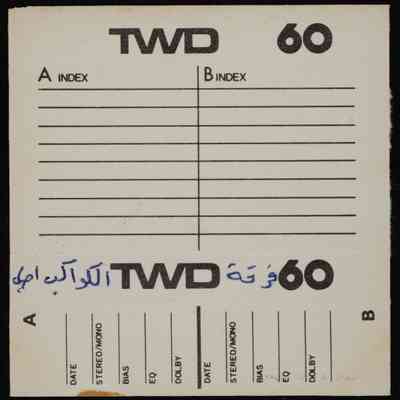 TWD 60
A INDEX B INDEX
فرقة TWD الكواكب اصلي 60
A B
DATE STEREO/MONO BIAS EQ DOLBY DATE STEREO/MONO BIAS EQ DOLBY